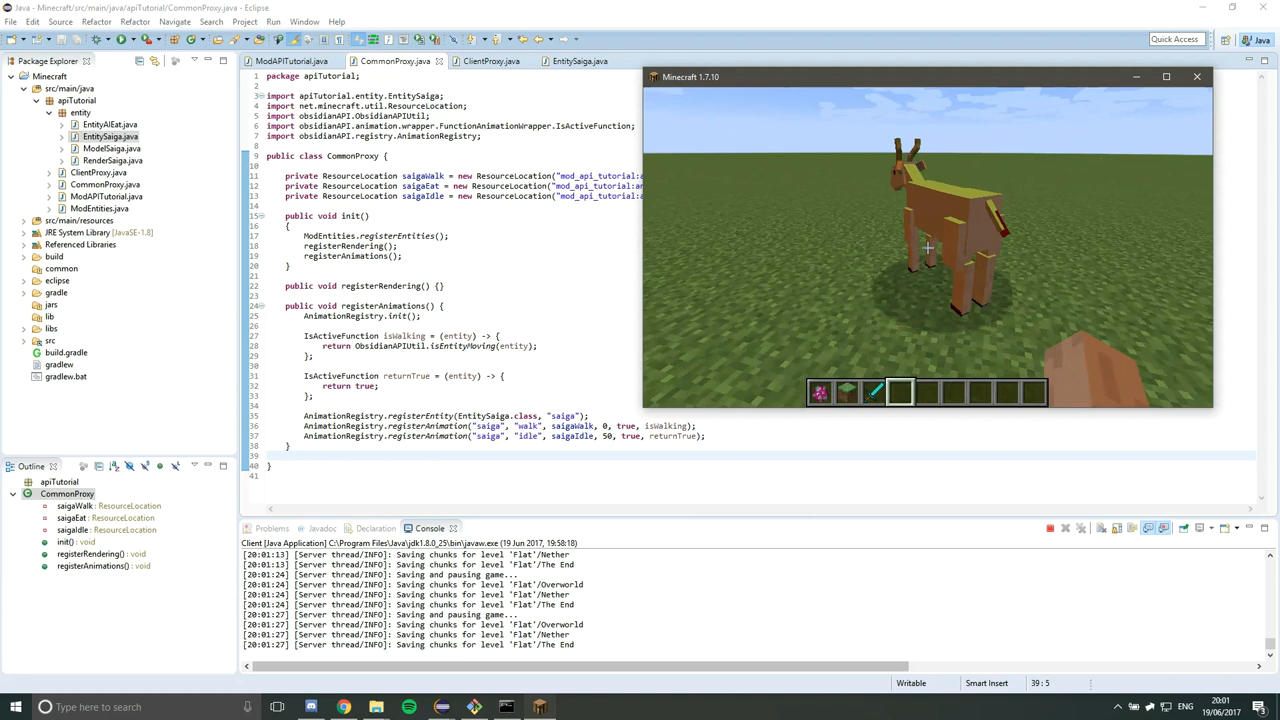 Java - Minecraft/src/main/java/apiTutorial/CommonProxy.java - Eclipse
File Edit Source Refactor Refactor Navigate Search Project Run Window Help
Quick Access
Java
Package Explorer
Minecraft
src/main/java
apiTutorial
entity
EntityAIEat.java
EntitySaiga.java
ModelSaiga.java
RenderSaiga.java
ClientProxy.java
CommonProxy.java
ModAPITutorial.java
ModEntities.java
src/main/resources
JRE System Library [JavaSE-1.8]
Referenced Libraries
build
common
eclipse
gradle
jars
lib
libs
src
build.gradle
gradlew
gradlew.bat
Outline
apiTutorial
CommonProxy
saigaWalk : ResourceLocation
saigaEat : ResourceLocation
saigaIdle : ResourceLocation
init() : void
registerRendering() : void
registerAnimations() : void
ModAPITutorial.java CommonProxy.java ClientProxy.java EntitySaiga.java
1 package apiTutorial;
2
3 import apiTutorial.entity.EntitySaiga;
4 import net.minecraft.util.ResourceLocation;
5 import obsidianAPI.ObsidianAPIUtil;
6 import obsidianAPI.animation.wrapper.FunctionAnimationWrapper.IsActiveFunction;
7 import obsidianAPI.registry.AnimationRegistry;
8
9 public class CommonProxy {
10
11 private ResourceLocation saigaWalk = new ResourceLocation("mod_api_tutorial:a
12 private ResourceLocation saigaEat = new ResourceLocation("mod_api_tutorial:an
13 private ResourceLocation saigaIdle = new ResourceLocation("mod_api_tutorial:a
14
15 public void init()
16 {
17 ModEntities.registerEntities();
18 registerRendering();
19 registerAnimations();
20 }
21
22 public void registerRendering() {}
23
24 public void registerAnimations() {
25 AnimationRegistry.init();
26
27 IsActiveFunction isWalking = (entity) -> {
28 return ObsidianAPIUtil.isEntityMoving(entity);
29 };
30
31 IsActiveFunction returnTrue = (entity) -> {
32 return true;
33 };
34
35 AnimationRegistry.registerEntity(EntitySaiga.class, "saiga");
36 AnimationRegistry.registerAnimation("saiga", "walk", saigaWalk, 0, true, isWalking);
37 AnimationRegistry.registerAnimation("saiga", "idle", saigaIdle, 50, true, returnTrue);
38 }
39
40 }
41
Minecraft 1.7.10
Problems Javadoc Declaration Console
Client [Java Application] C:\Program Files\Java\jdk1.8.0_25\bin\javaw.exe (19 Jun 2017, 19:58:18)
[20:01:13] [Server thread/INFO]: Saving chunks for level 'Flat'/Nether
[20:01:13] [Server thread/INFO]: Saving chunks for level 'Flat'/The End
[20:01:24] [Server thread/INFO]: Saving and pausing game...
[20:01:24] [Server thread/INFO]: Saving chunks for level 'Flat'/Overworld
[20:01:24] [Server thread/INFO]: Saving chunks for level 'Flat'/Nether
[20:01:24] [Server thread/INFO]: Saving chunks for level 'Flat'/The End
[20:01:27] [Server thread/INFO]: Saving and pausing game...
[20:01:27] [Server thread/INFO]: Saving chunks for level 'Flat'/Overworld
[20:01:27] [Server thread/INFO]: Saving chunks for level 'Flat'/Nether
[20:01:27] [Server thread/INFO]: Saving chunks for level 'Flat'/The End
Writable Smart Insert 39 : 5
Type here to search
20:01
19/06/2017